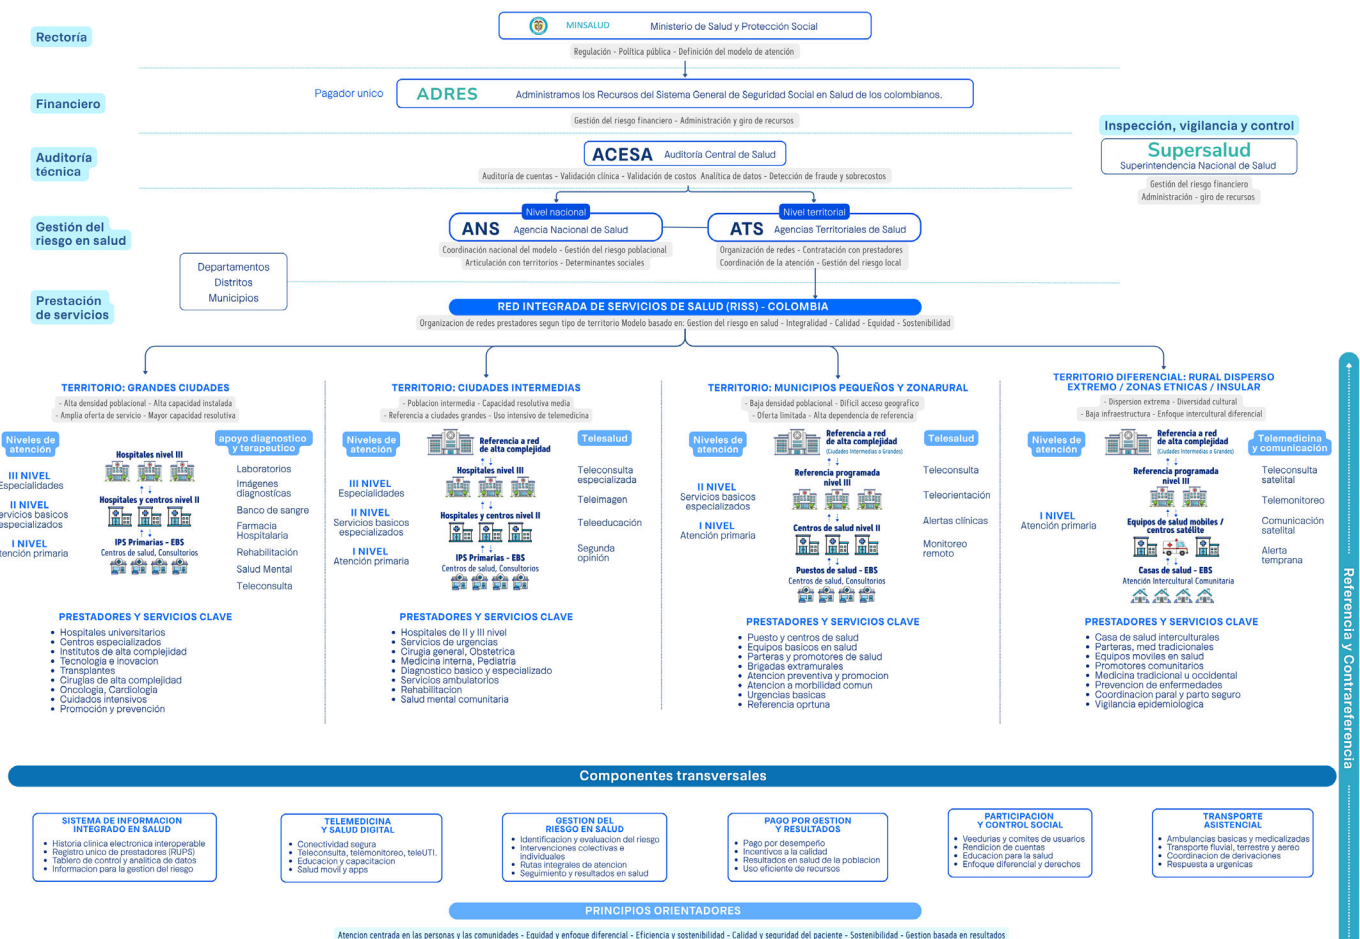 Rectoría
MINSALUD Ministerio de Salud y Protección Social
Regulación - Política pública - Definición del modelo de atención
Financiero
Pagador unico
ADRES Administramos los Recursos del Sistema General de Seguridad Social en Salud de los colombianos.
Gestión del riesgo financiero - Administración y giro de recursos
Inspección, vigilancia y control
Supersalud
Superintendencia Nacional de Salud
Gestión del riesgo financiero
Administración - giro de recursos
Auditoría
técnica
ACESA Auditoría Central de Salud
Auditoría de cuentas - Validación clínica - Validación de costos Analítica de datos - Detección de fraude y sobrecostos
Gestión del
riesgo en salud
Nivel nacional
ANS Agencia Nacional de Salud
Coordinación nacional del modelo - Gestión del riesgo poblacional
Articulación con territorios - Determinantes sociales
Nivel territorial
ATS Agencias Territoriales de Salud
Organización de redes - Contratación con prestadores
Coordinación de la atención - Gestión del riesgo local
Departamentos
Distritos
Municipios
Prestación
de servicios
RED INTEGRADA DE SERVICIOS DE SALUD (RISS) - COLOMBIA
Organizacion de redes prestadores segun tipo de territorio Modelo basado en: Gestion del riesgo en salud - Integralidad - Calidad - Equidad - Sostenibilidad
TERRITORIO: GRANDES CIUDADES
- Alta densidad poblacional - Alta capacidad instalada
- Amplia oferta de servicio - Mayor capacidad resolutiva
Niveles de
atención
III NIVEL
Especialidades
II NIVEL
Servicios basicos
especializados
I NIVEL
Atención primaria
Hospitales nivel III
Hospitales y centros nivel II
IPS Primarias - EBS
Centros de salud, Consultorios
apoyo diagnostico
y terapeutico
Laboratorios
Imágenes
diagnostícas
Banco de sangre
Farmacia
Hospitalaria
Rehabilitación
Salud Mental
Teleconsulta
PRESTADORES Y SERVICIOS CLAVE
• Hospitales universitarios
• Centros especializados
• Institutos de alta complejidad
• Tecnologia e inovacion
• Transplantes
• Cirugias de alta complejidad
• Oncologia, Cardiología
• Cuidados intensivos
• Promoción y prevención
TERRITORIO: CIUDADES INTERMEDIAS
- Poblacion intermedia - Capacidad resolutiva media
- Referencia a ciudades grandes - Uso intensivo de telemedicina
Niveles de
atención
III NIVEL
Especialidades
II NIVEL
Servicios basicos
especializados
I NIVEL
Atención primaria
Referencia a red
de alta complejidad
Hospitales nivel III
Hospitales y centros nivel II
IPS Primarias - EBS
Centros de salud, Consultorios
Telesalud
Teleconsulta
especializada
Teleimagen
Teleeducación
Segunda
opinión
PRESTADORES Y SERVICIOS CLAVE
• Hospitales de II y III nivel
• Servicios de urgencias
• Cirugia general, Obstetrica
• Medicina interna, Pediatria
• Diagnostico basico y especializado
• Servicios ambulatorios
• Rehabilitacion
• Salud mental comunitaria
TERRITORIO: MUNICIPIOS PEQUEÑOS Y ZONARURAL
- Baja densidad poblacional - Dificil acceso geografico
- Oferta limitada - Alta dependencia de referencia
Niveles de
atención
II NIVEL
Servicios basicos
especializados
I NIVEL
Atención primaria
Referencia a red
de alta complejidad
(Ciudades Intermedias o Grandes)
Referencia programada
nivel III
Centros de salud nivel II
Puestos de salud - EBS
Centros de salud, Consultorios
Telesalud
Teleconsulta
Teleorientación
Alertas clínicas
Monitoreo
remoto
PRESTADORES Y SERVICIOS CLAVE
• Puesto y centros de salud
• Equipos basicos en salud
• Parteras y promotores de salud
• Brigadas extramurales
• Atencion preventiva y promocion
• Atencion a morbilidad comun
• Urgencias basicas
• Referencia oprtuna
TERRITORIO DIFERENCIAL: RURAL DISPERSO
EXTREMO / ZONAS ETNICAS / INSULAR
- Dispersion extrema - Diversidad cultural
- Baja infraestructura - Enfoque intercultural diferencial
Niveles de
atención
I NIVEL
Atención primaria
Referencia a red
de alta complejidad
(Ciudades Intermedias o Grandes)
Referencia programada
nivel III
Equipos de salud mobiles /
centros satélite
Casas de salud - EBS
Atención Intercultural Comunitaria
Telemedicina
y comunicación
Teleconsulta
satelital
Telemonitoreo
Comunicación
satelital
Alerta
temprana
PRESTADORES Y SERVICIOS CLAVE
• Casa de salud interculturales
• Parteras, med tradicionales
• Equipos moviles en salud
• Promotores comunitarios
• Medicina tradicional u occidental
• Prevencion de enfermedades
• Coordinacion paral y parto seguro
• Vigilancia epidemiologica
Referencia y Contrareferencia
Componentes transversales
SISTEMA DE INFORMACION
INTEGRADO EN SALUD
• Historia clinica electronica interoperable
• Registro unico de prestadores (RUPS)
• Tablero de control y analitica de datos
• Informacion para la gestion del riesgo
TELEMEDICINA
Y SALUD DIGITAL
• Conectividad segura
• Teleconsulta, telemonitoreo, teleUTI.
• Educacion y capacitacion
• Salud movil y apps
GESTION DEL
RIESGO EN SALUD
• Identificacion y evaluacion del riesgo
• Intervenciones colectivas e
individuales
• Rutas integrales de atencion
• Seguimiento y resultados en salud
PAGO POR GESTION
Y RESULTADOS
• Pago por desempeño
• Incentivos a la calidad
• Resultados en salud de la poblacion
• Uso eficiente de recursos
PARTICIPACION
Y CONTROL SOCIAL
• Veedurias y comites de usuarios
• Rendicion de cuentas
• Educacion para la salud
• Enfoque diferencial y derechos
TRANSPORTE
ASISTENCIAL
• Ambulancias basicas y medicalizadas
• Transporte fluvial, terrestre y aereo
• Coordinacion de derivaciones
• Respuesta a urgenicas
PRINCIPIOS ORIENTADORES
Atencion centrada en las personas y las comunidades - Equidad y enfoque diferencial - Eficiencia y sostenibilidad - Calidad y seguridad del paciente - Sostenibilidad - Gestion basada en resultados